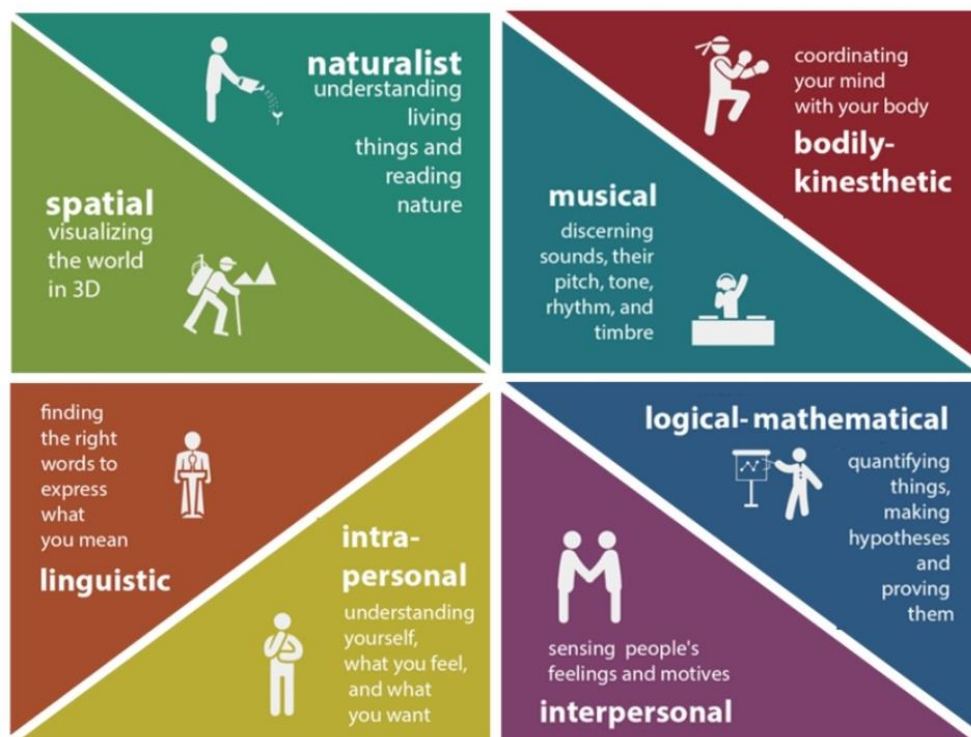 naturalist
understanding
living
things and
reading
nature
spatial
visualizing
the world
in 3D
coordinating
your mind
with your body
bodily-
kinesthetic
musical
discerning
sounds, their
pitch, tone,
rhythm, and
timbre
finding
the right
words to
express
what
you mean
linguistic
intra-
personal
understanding
yourself,
what you feel,
and what
you want
logical-mathematical
quantifying
things,
making
hypotheses
and
proving
them
sensing people's
feelings and motives
interpersonal